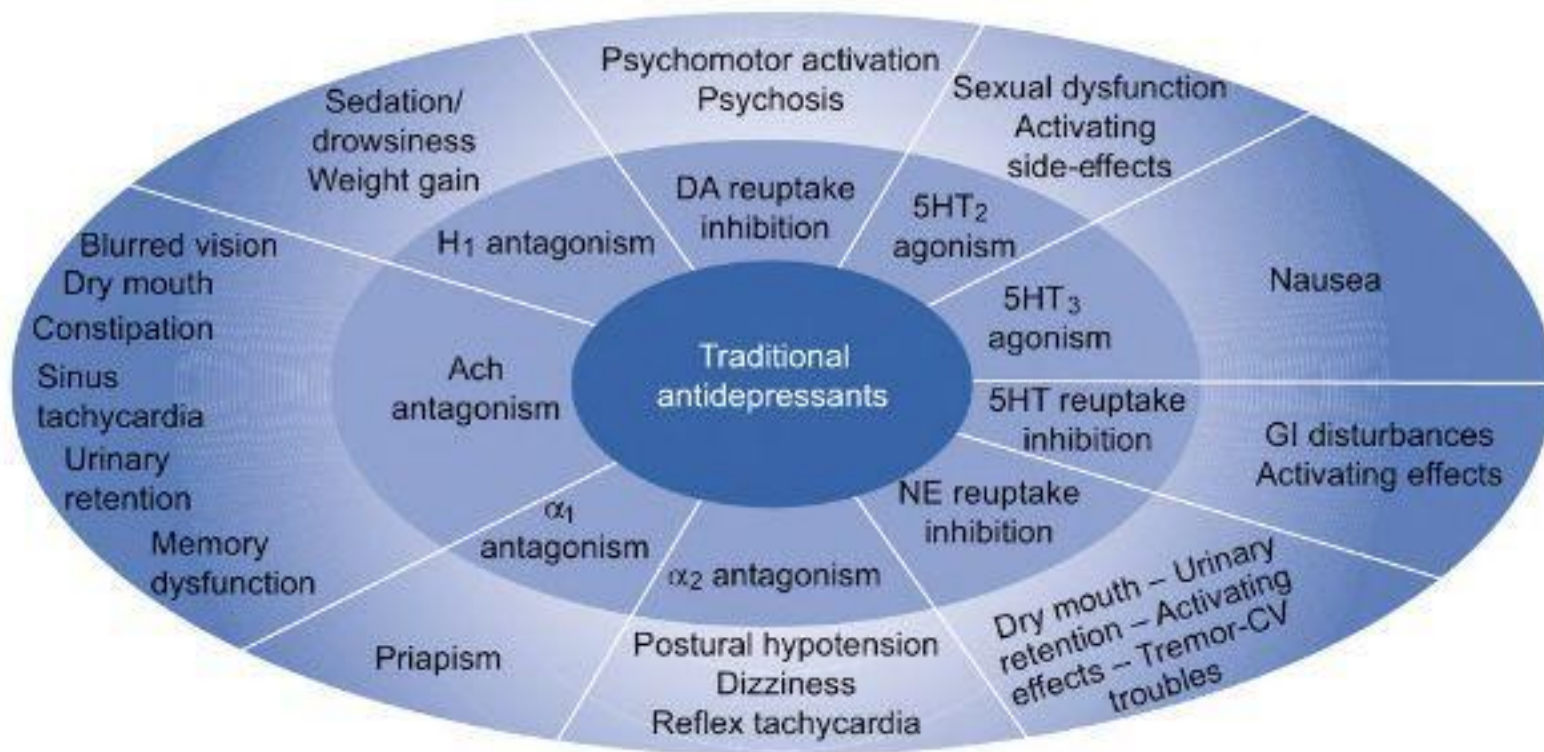 Traditional
antidepressants
DA reuptake
inhibition
Psychomotor activation
Psychosis
5HT₂
agonism
Sexual dysfunction
Activating
side-effects
5HT₃
agonism
Nausea
5HT reuptake
inhibition
GI disturbances
Activating effects
NE reuptake
inhibition
Dry mouth – Urinary
retention – Activating
effects – Tremor-CV
troubles
α₂ antagonism
Postural hypotension
Dizziness
Reflex tachycardia
α₁
antagonism
Priapism
Ach
antagonism
Blurred vision
Dry mouth
Constipation
Sinus
tachycardia
Urinary
retention
Memory
dysfunction
H₁ antagonism
Sedation/
drowsiness
Weight gain